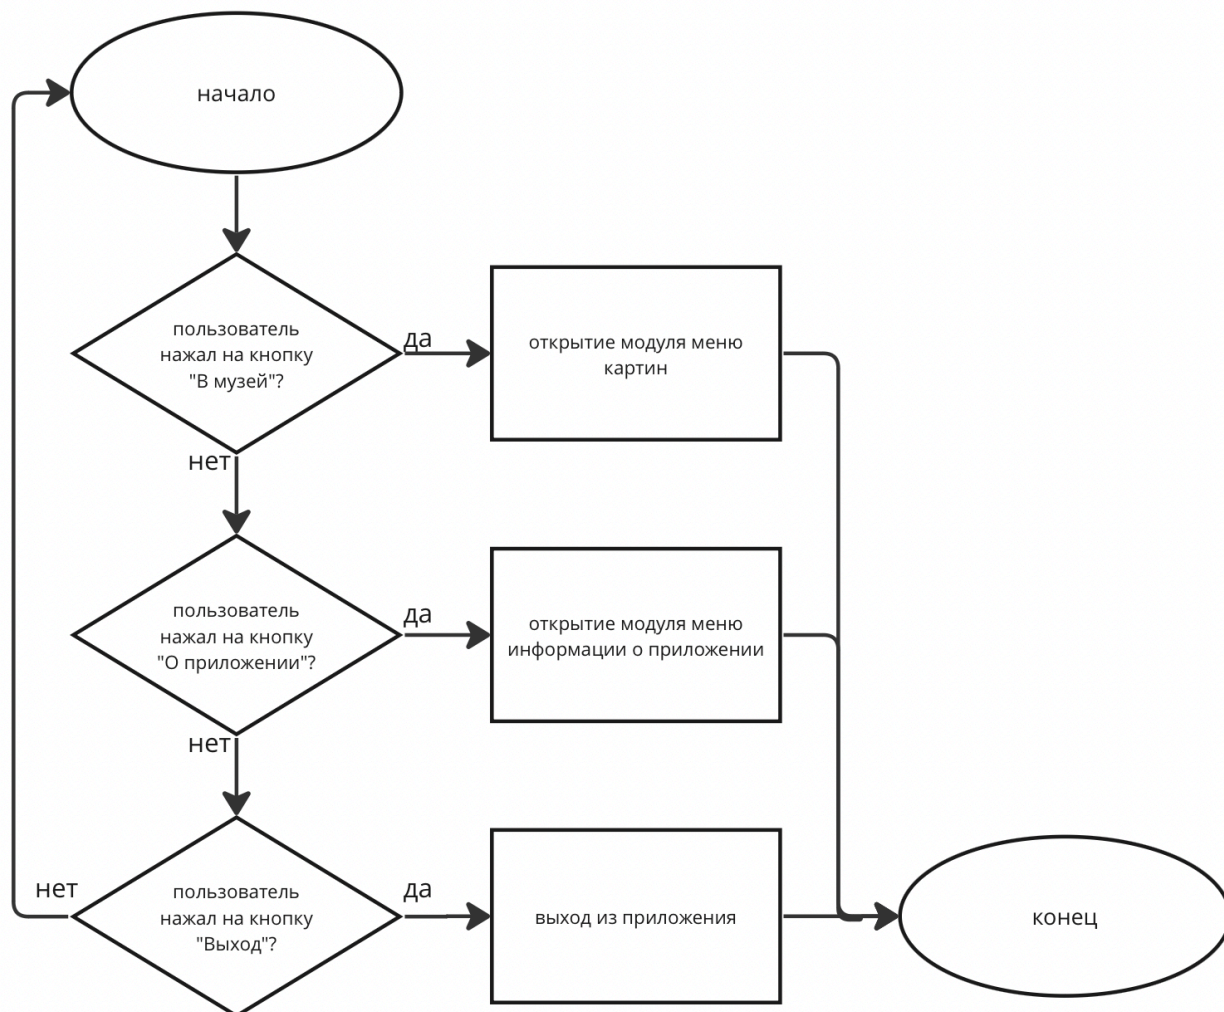 начало
пользователь
нажал на кнопку
"В музей"?
да
открытие модуля меню
картин
нет
пользователь
нажал на кнопку
"О приложении"?
да
открытие модуля меню
информации о приложении
нет
пользователь
нажал на кнопку
"Выход"?
нет
да
выход из приложения
конец